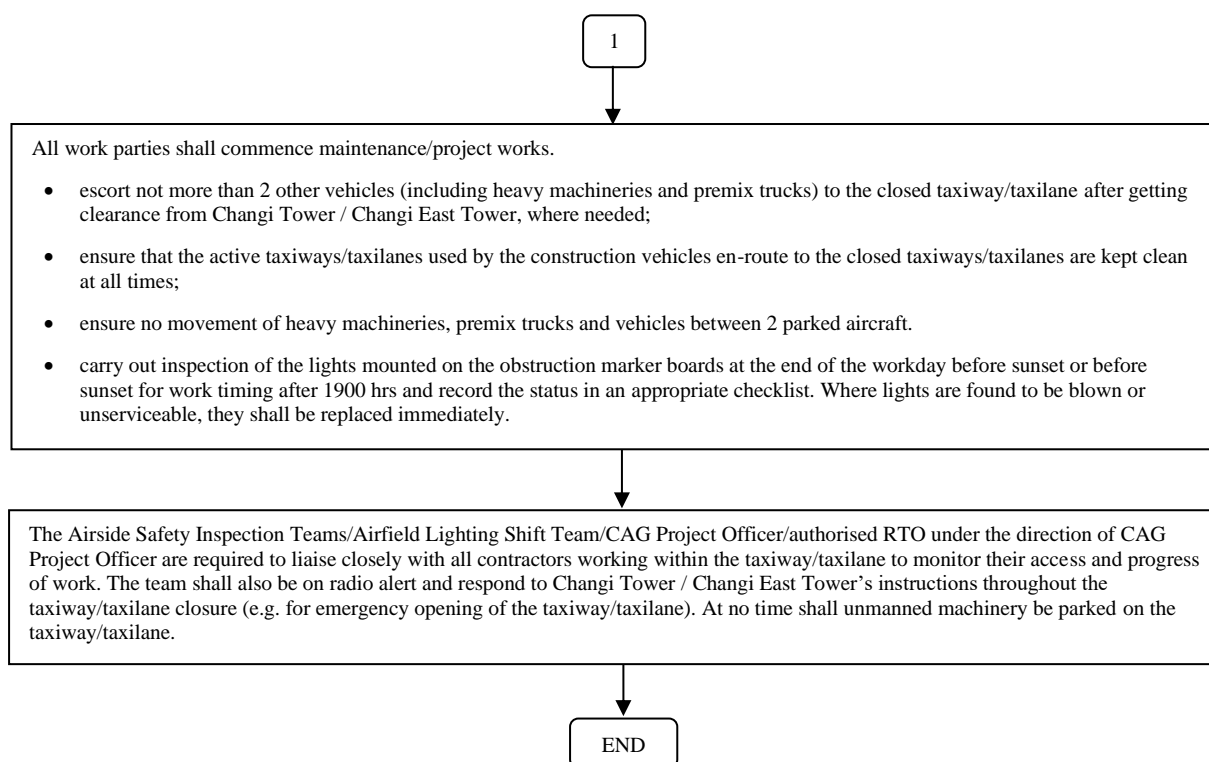 1
All work parties shall commence maintenance/project works.
• escort not more than 2 other vehicles (including heavy machineries and premix trucks) to the closed taxiway/taxilane after getting
clearance from Changi Tower / Changi East Tower, where needed;
• ensure that the active taxiways/taxilanes used by the construction vehicles en-route to the closed taxiways/taxilanes are kept clean
at all times;
• ensure no movement of heavy machineries, premix trucks and vehicles between 2 parked aircraft.
• carry out inspection of the lights mounted on the obstruction marker boards at the end of the workday before sunset or before
sunset for work timing after 1900 hrs and record the status in an appropriate checklist. Where lights are found to be blown or
unserviceable, they shall be replaced immediately.
The Airside Safety Inspection Teams/Airfield Lighting Shift Team/CAG Project Officer/authorised RTO under the direction of CAG
Project Officer are required to liaise closely with all contractors working within the taxiway/taxilane to monitor their access and progress
of work. The team shall also be on radio alert and respond to Changi Tower / Changi East Tower’s instructions throughout the
taxiway/taxilane closure (e.g. for emergency opening of the taxiway/taxilane). At no time shall unmanned machinery be parked on the
taxiway/taxilane.
END